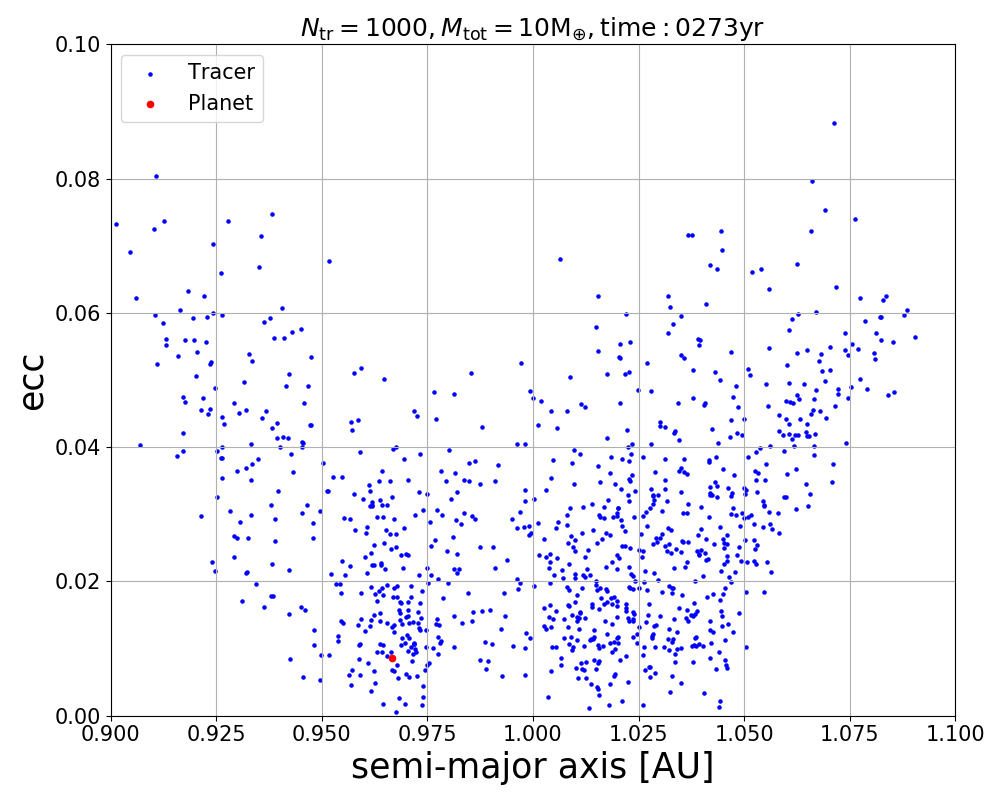 N_tr = 1000, M_tot = 10M_⊕, time : 0273yr
Tracer
Planet
ecc
0.10
0.08
0.06
0.04
0.02
0.00
0.900 0.925 0.950 0.975 1.000 1.025 1.050 1.075 1.100
semi-major axis [AU]